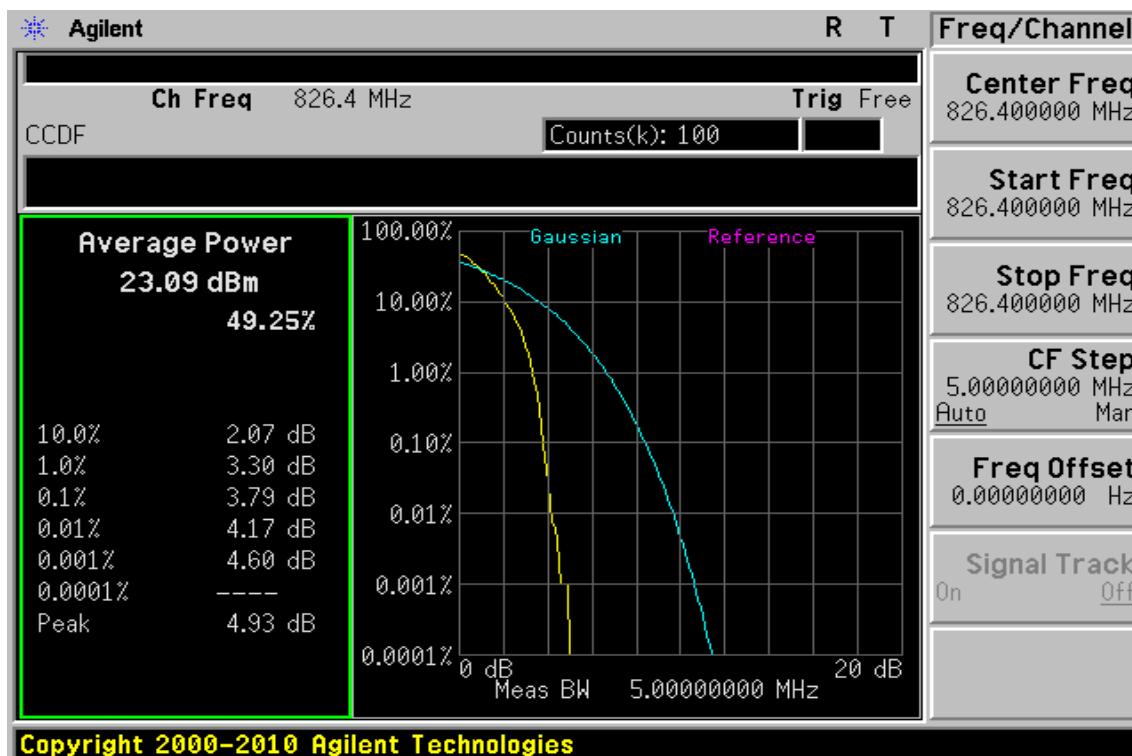 Agilent R T Freq/Channel
Ch Freq 826.4 MHz Trig Free
CCDF Counts(k): 100
Center Freq
826.400000 MHz
Start Freq
826.400000 MHz
Stop Freq
826.400000 MHz
CF Step
5.00000000 MHz
Auto Man
Freq Offset
0.00000000 Hz
Signal Track
On Off
Average Power
23.09 dBm
49.25%
10.0% 2.07 dB
1.0% 3.30 dB
0.1% 3.79 dB
0.01% 4.17 dB
0.001% 4.60 dB
0.0001% ----
Peak 4.93 dB
Gaussian Reference
100.00%
10.00%
1.00%
0.10%
0.01%
0.001%
0.0001%
0 dB 20 dB
Meas BW 5.00000000 MHz
Copyright 2000-2010 Agilent Technologies